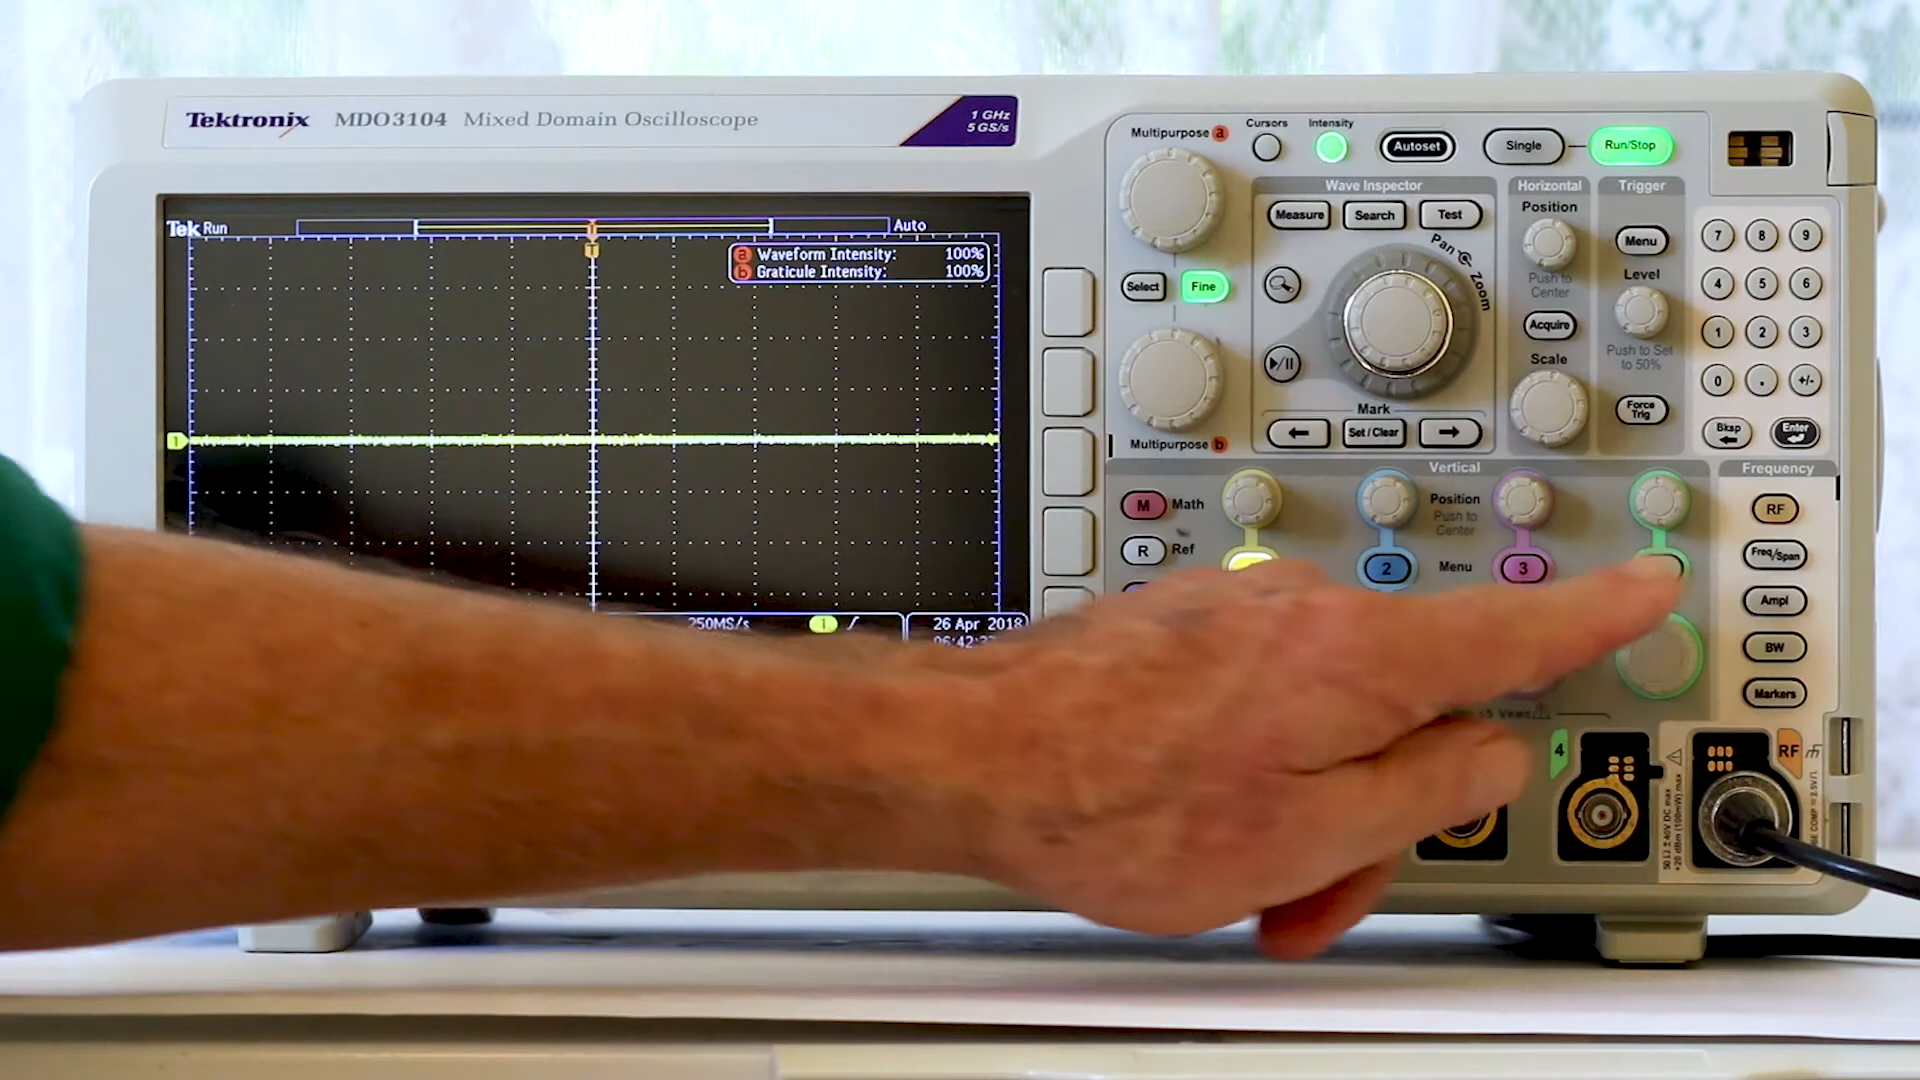 Tektronix MDO3104 Mixed Domain Oscilloscope
1 GHz
5 GS/s
Tek Run
Auto
a Waveform Intensity: 100%
b Graticule Intensity: 100%
T
T
1
250MS/s
1
26 Apr 2018
Multipurpose a
Cursors
Intensity
Autoset
Single
Run/Stop
Select
Fine
Multipurpose b
Wave Inspector
Measure
Search
Test
Pan
Zoom
Mark
←
Set / Clear
→
Horizontal
Position
Push to
Center
Acquire
Scale
Trigger
Menu
Level
Push to Set
to 50%
Force
Trig
7 8 9
4 5 6
1 2 3
0 . +/-
Bksp
Enter
Vertical
M Math
R Ref
Position
Push to
Center
2
Menu
3
Frequency
RF
Freq/Span
Ampl
BW
Markers
4
RF